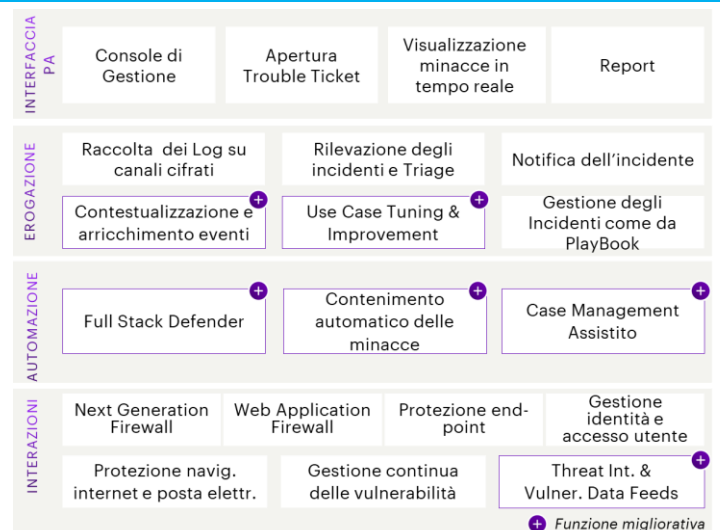 INTERFACCIA
PA
Console di
Gestione
Apertura
Trouble Ticket
Visualizzazione
minacce in
tempo reale
Report
EROGAZIONE
Raccolta dei Log su
canali cifrati
Rilevazione degli
incidenti e Triage
Notifica dell'incidente
Contestualizzazione e
arricchimento eventi
+
Use Case Tuning &
Improvement
+
Gestione degli
Incidenti come da
PlayBook
AUTOMAZIONE
Full Stack Defender
+
Contenimento
automatico delle
minacce
+
Case Management
Assistito
+
INTERAZIONI
Next Generation
Firewall
Web Application
Firewall
Protezione end-
point
Gestione
identità e
accesso utente
Protezione navig.
internet e posta elettr.
Gestione continua
delle vulnerabilità
Threat Int. &
Vulner. Data Feeds
+
+ Funzione migliorativa